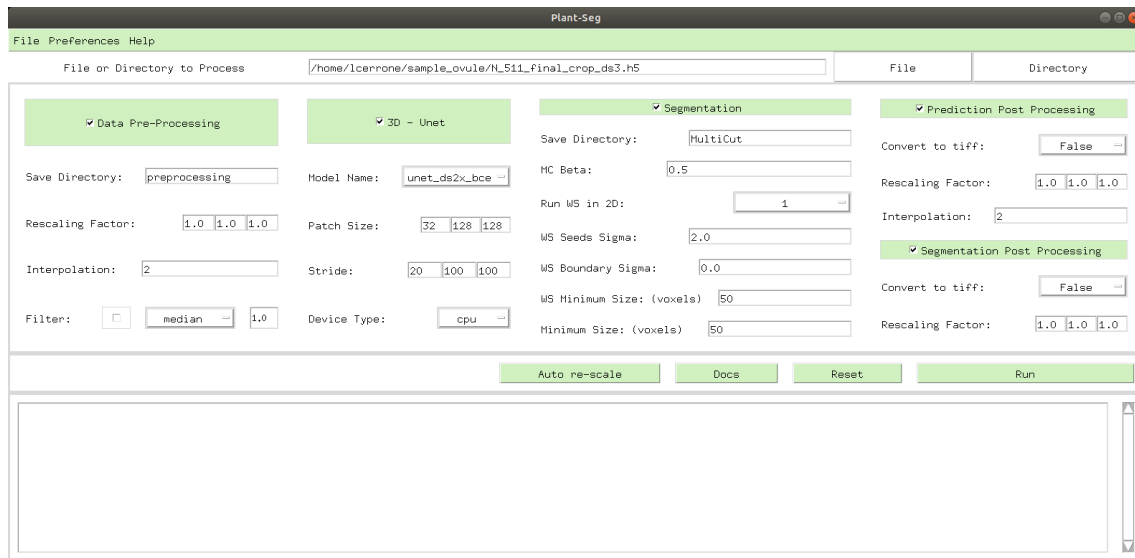 Plant-Seg
File Preferences Help
File or Directory to Process /home/lcerrone/sample_ovule/N_511_final_crop_ds3.h5 File Directory
Data Pre-Processing
Save Directory: preprocessing
Rescaling Factor: 1.0 1.0 1.0
Interpolation: 2
Filter: median 1.0
3D - Unet
Model Name: unet_ds2x_bce
Patch Size: 32 128 128
Stride: 20 100 100
Device Type: cpu
Segmentation
Save Directory: MultiCut
MC Beta: 0.5
Run WS in 2D: 1
WS Seeds Sigma: 2.0
WS Boundary Sigma: 0.0
WS Minimum Size: (voxels) 50
Minimum Size: (voxels) 50
Prediction Post Processing
Convert to tiff: False
Rescaling Factor: 1.0 1.0 1.0
Interpolation: 2
Segmentation Post Processing
Convert to tiff: False
Rescaling Factor: 1.0 1.0 1.0
Auto re-scale Docs Reset Run